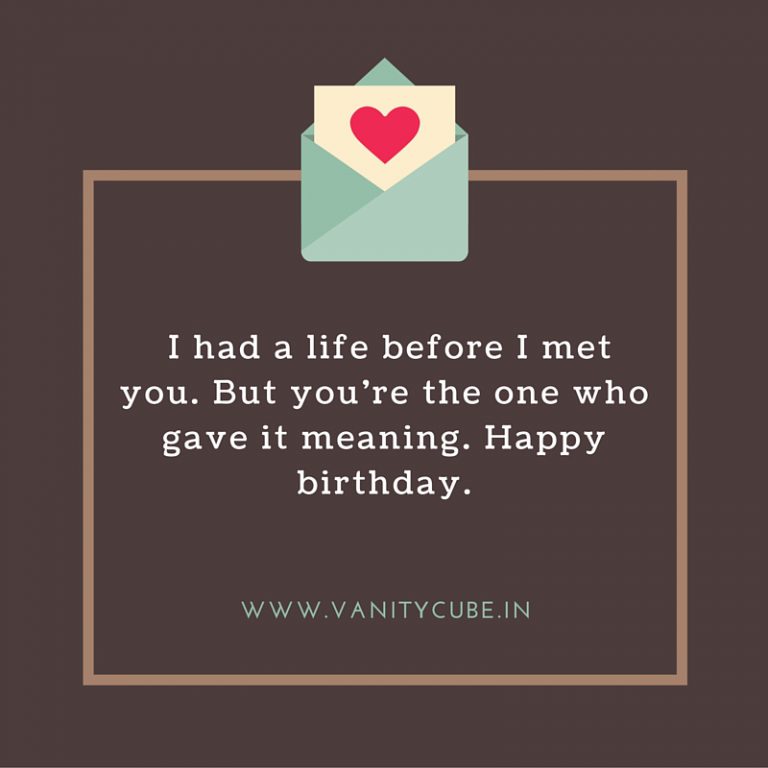 I had a life before I met
you. But you’re the one who
gave it meaning. Happy
birthday.
WWW.VANITYCUBE.IN